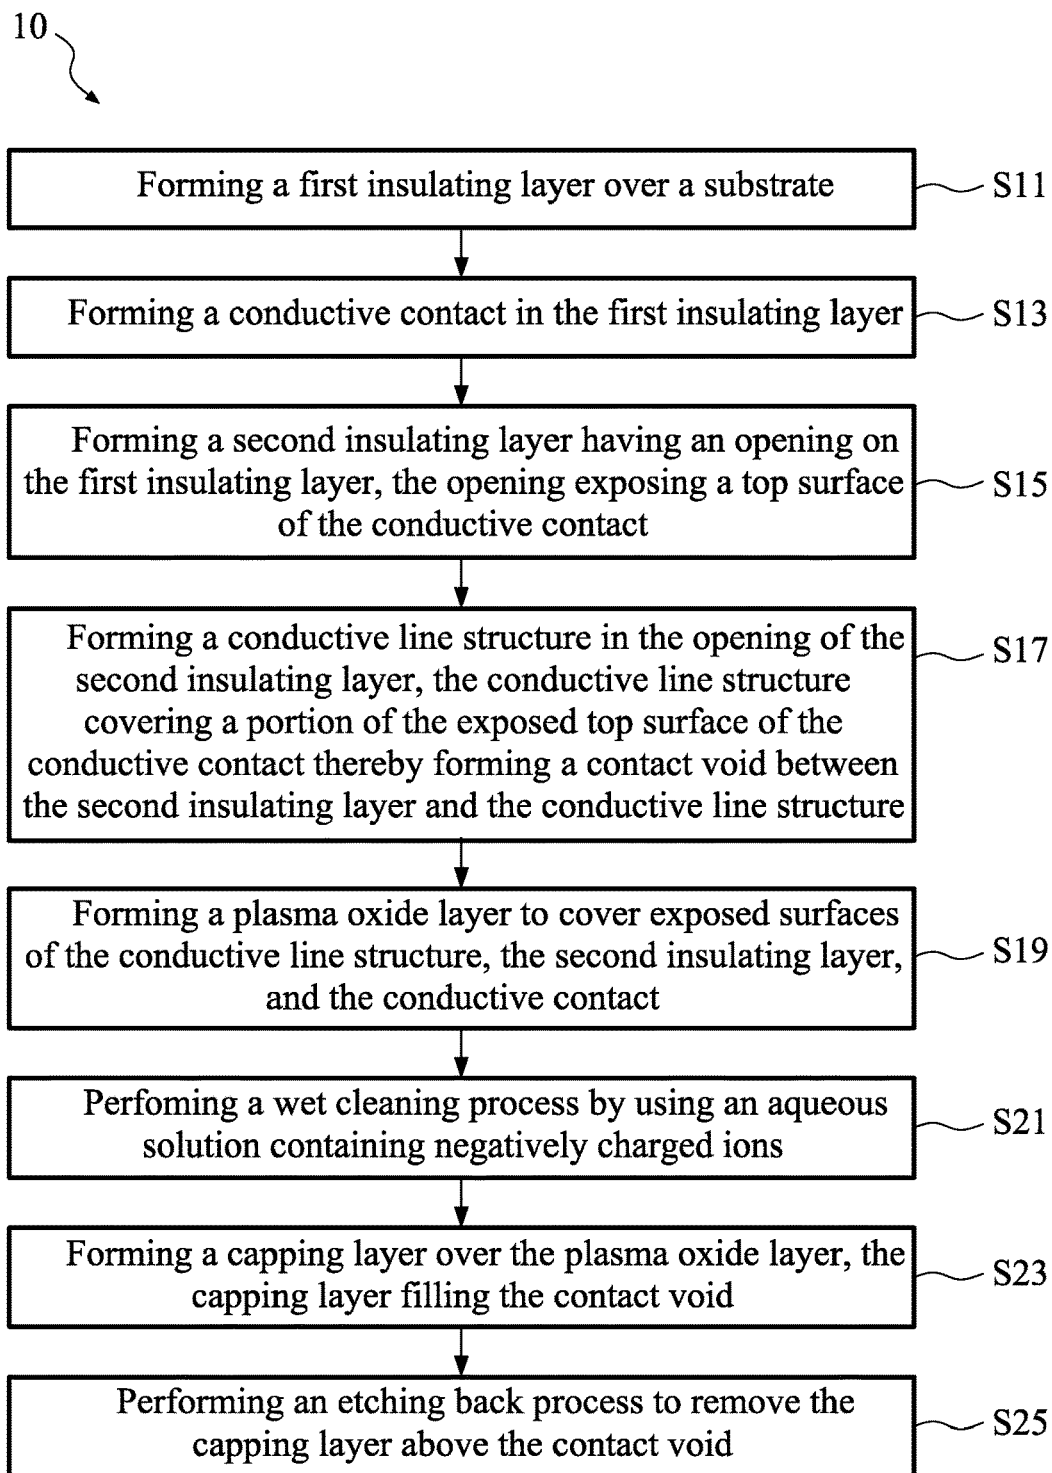 10
Forming a first insulating layer over a substrate
S11
Forming a conductive contact in the first insulating layer
S13
Forming a second insulating layer having an opening on
the first insulating layer, the opening exposing a top surface
of the conductive contact
S15
Forming a conductive line structure in the opening of the
second insulating layer, the conductive line structure
covering a portion of the exposed top surface of the
conductive contact thereby forming a contact void between
the second insulating layer and the conductive line structure
S17
Forming a plasma oxide layer to cover exposed surfaces
of the conductive line structure, the second insulating layer,
and the conductive contact
S19
Perfoming a wet cleaning process by using an aqueous
solution containing negatively charged ions
S21
Forming a capping layer over the plasma oxide layer, the
capping layer filling the contact void
S23
Performing an etching back process to remove the
capping layer above the contact void
S25